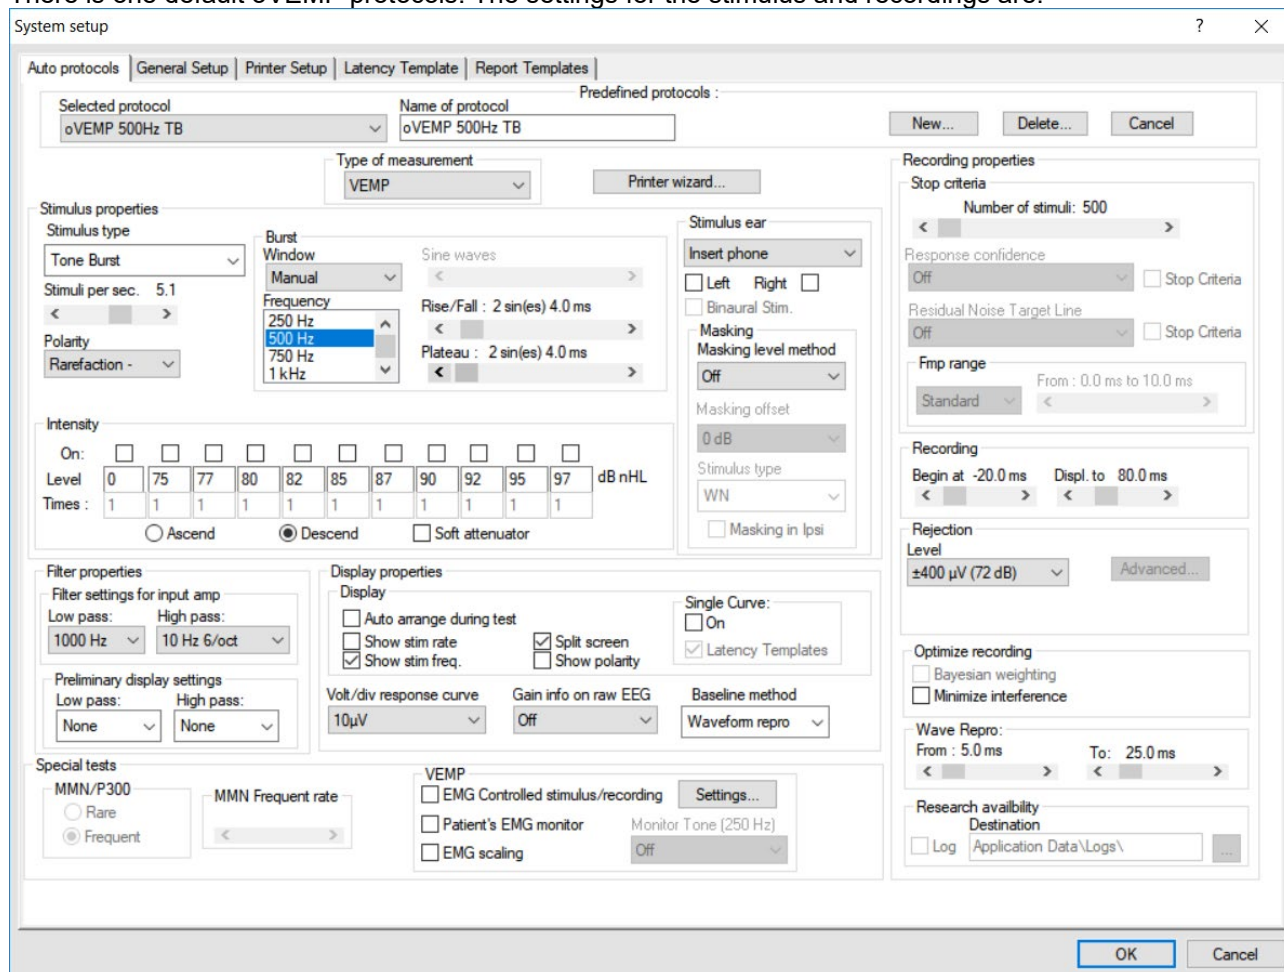 There is one default oVEMP protocols. The settings for the stimulus and recordings are:
System setup ? ×
Auto protocols General Setup Printer Setup Latency Template Report Templates
Predefined protocols :
Selected protocol Name of protocol
oVEMP 500Hz TB oVEMP 500Hz TB New... Delete... Cancel
Type of measurement
VEMP Printer wizard...
Stimulus properties
Stimulus type
Tone Burst
Stimuli per sec. 5.1
Polarity
Rarefaction -
Burst
Window
Manual
Frequency
250 Hz
500 Hz
750 Hz
1 kHz
Sine waves
Rise/Fall : 2 sin(es) 4.0 ms
Plateau : 2 sin(es) 4.0 ms
Intensity
On:
Level 0 75 77 80 82 85 87 90 92 95 97 dB nHL
Times : 1 1 1 1 1 1 1 1 1 1 1
Ascend Descend Soft attenuator
Stimulus ear
Insert phone
Left Right
Binaural Stim.
Masking
Masking level method
Off
Masking offset
0 dB
Stimulus type
WN
Masking in Ipsi
Filter properties
Filter settings for input amp
Low pass: High pass:
1000 Hz 10 Hz 6/oct
Preliminary display settings
Low pass: High pass:
None None
Display properties
Display
Auto arrange during test
Show stim rate Split screen
Show stim freq. Show polarity
Single Curve:
On
Latency Templates
Volt/div response curve Gain info on raw EEG Baseline method
10µV Off Waveform repro
Special tests
MMN/P300
Rare
Frequent
MMN Frequent rate
VEMP
EMG Controlled stimulus/recording Settings...
Patient's EMG monitor Monitor Tone (250 Hz)
EMG scaling Off
Recording properties
Stop criteria
Number of stimuli: 500
Response confidence
Off Stop Criteria
Residual Noise Target Line
Off Stop Criteria
Fmp range
From : 0.0 ms to 10.0 ms
Standard
Recording
Begin at -20.0 ms Displ. to 80.0 ms
Rejection
Level
±400 µV (72 dB) Advanced...
Optimize recording
Bayesian weighting
Minimize interference
Wave Repro:
From : 5.0 ms To: 25.0 ms
Research availbility
Destination
Log Application Data\Logs\ ...
OK Cancel